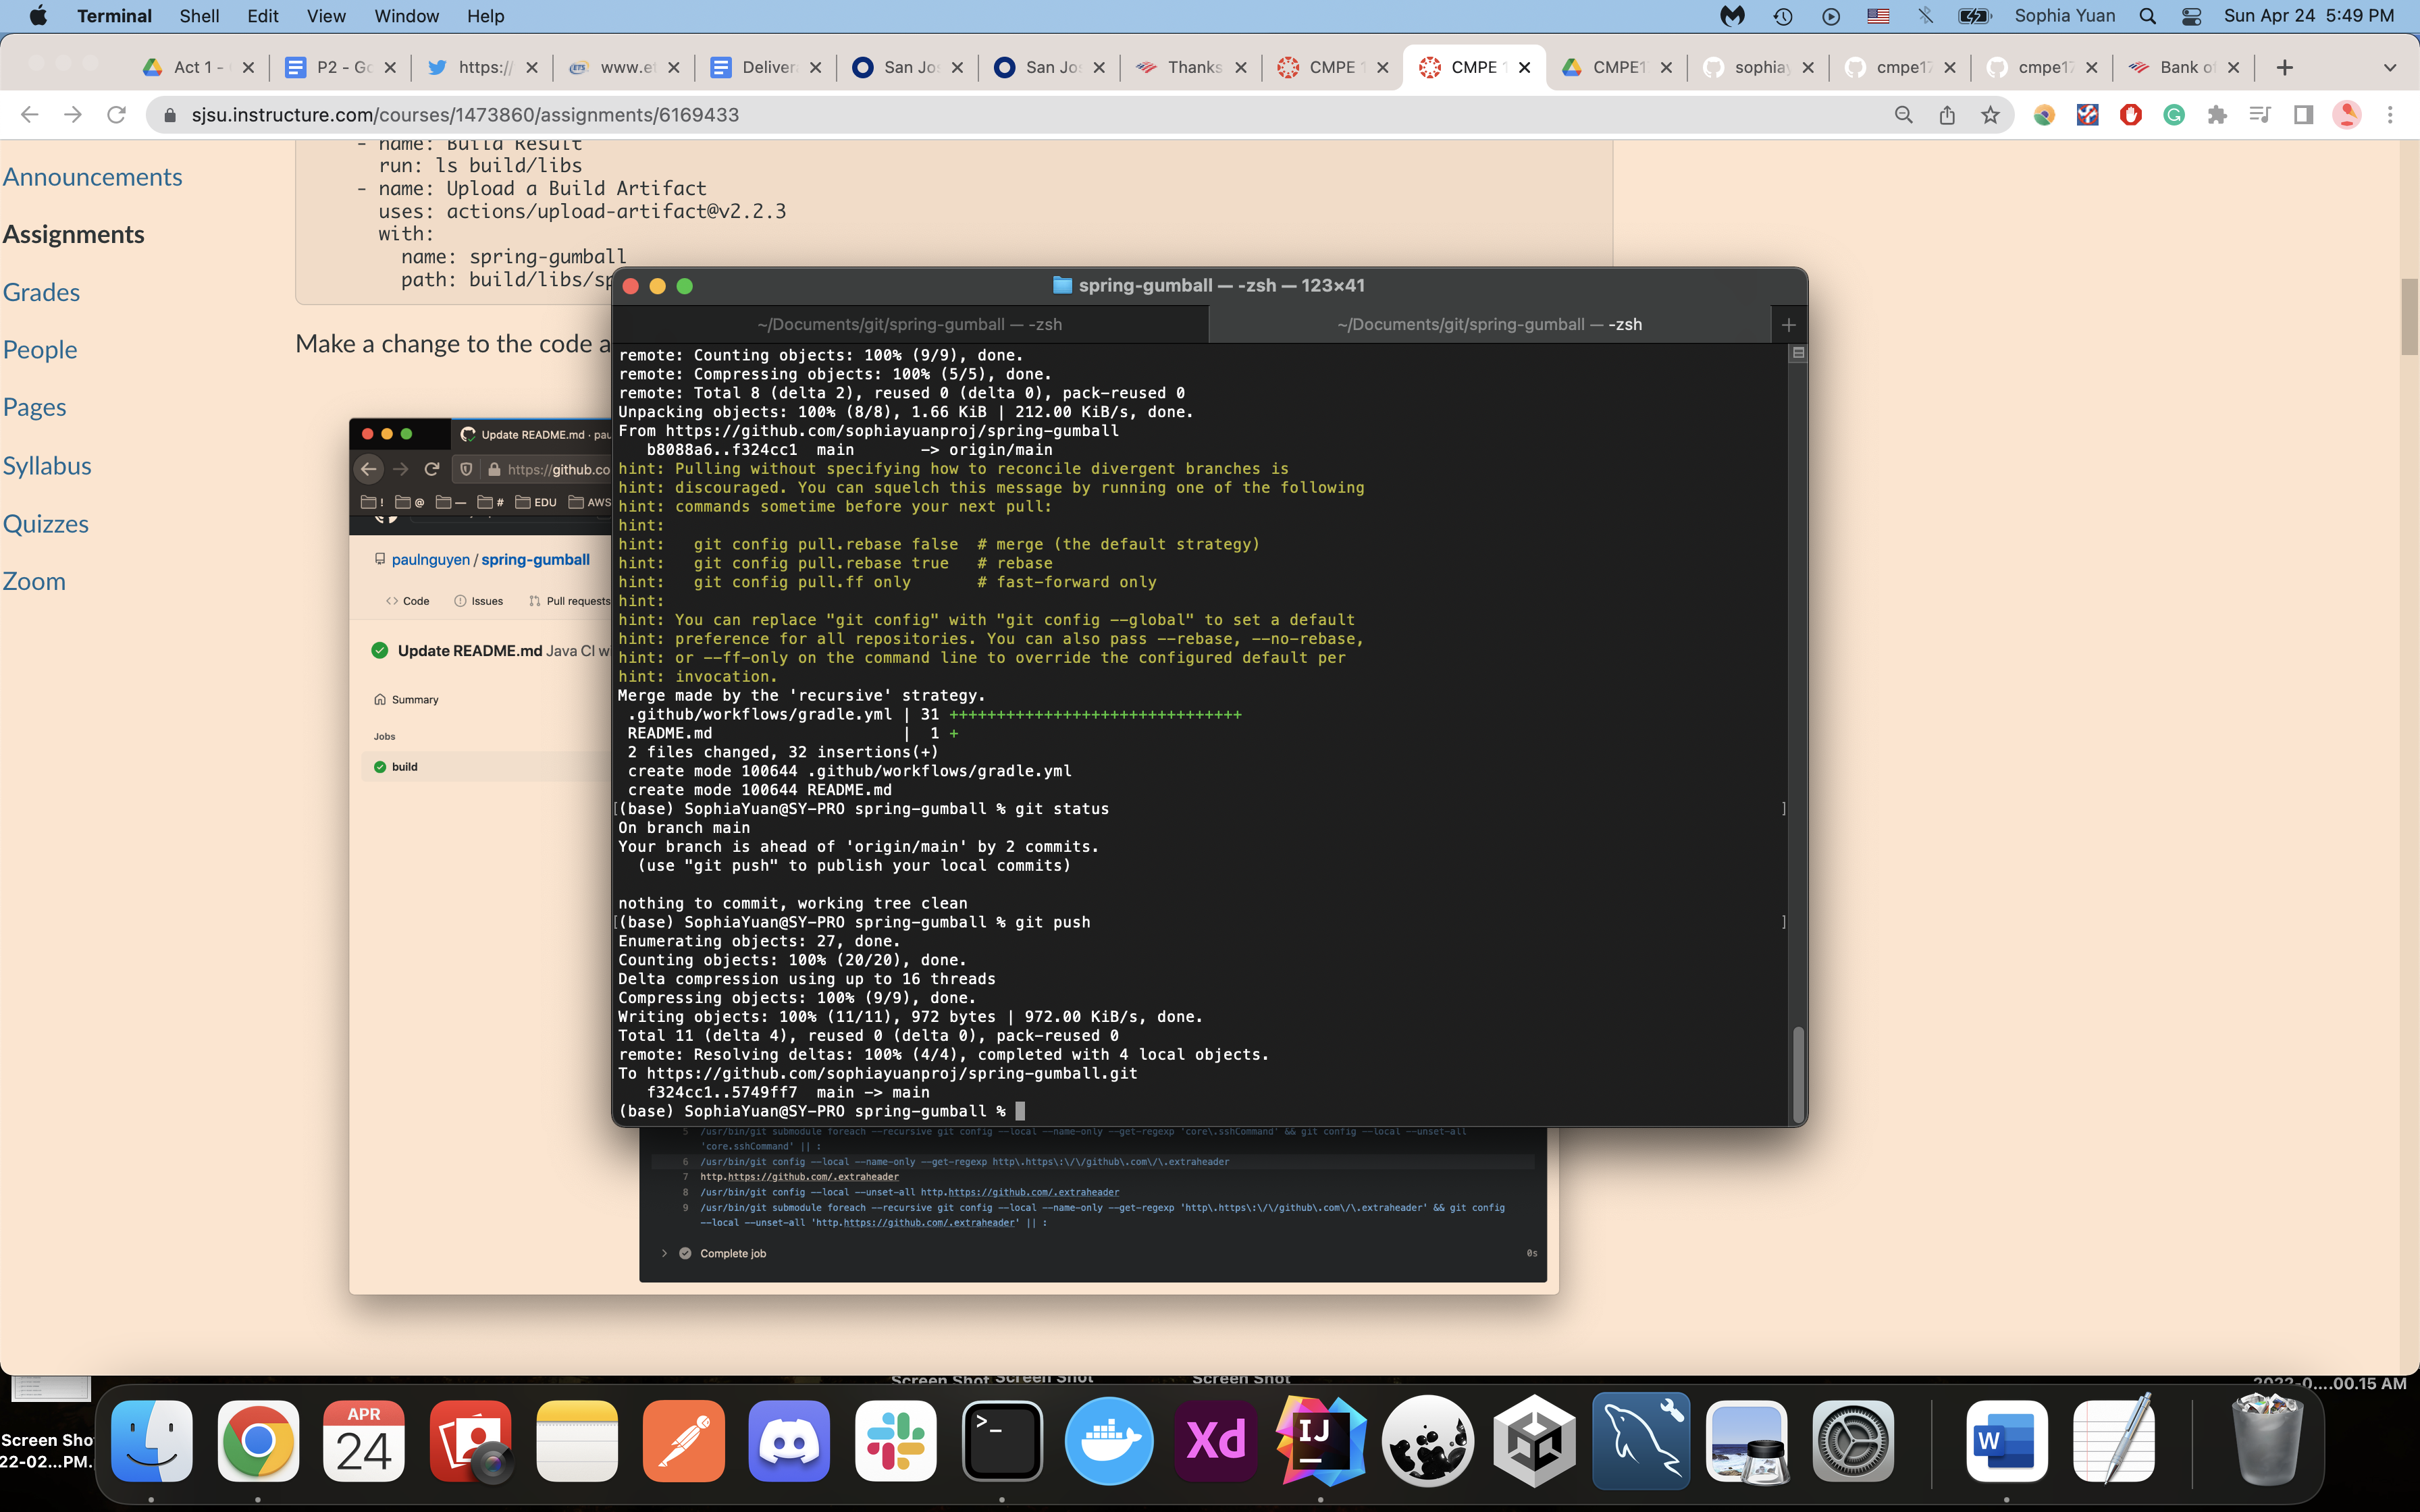 Terminal Shell Edit View Window Help
Sophia Yuan Sun Apr 24 5:49 PM
Act 1 - P2 - Go https:// www.e Deliver San Jo San Jo Thanks CMPE 1 CMPE 1 CMPE1 sophiay cmpe17 cmpe17 Bank of
sjsu.instructure.com/courses/1473860/assignments/6169433
Announcements
Assignments
Grades
People
Pages
Syllabus
Quizzes
Zoom
- name: Build Result
run: ls build/libs
- name: Upload a Build Artifact
uses: actions/upload-artifact@v2.2.3
with:
name: spring-gumball
path: build/libs/sp
Make a change to the code a
Update README.md · pau
https://github.co
! @ — # EDU AWS
paulnguyen / spring-gumball
Code Issues Pull requests
Update README.md Java CI w
Summary
Jobs
build
spring-gumball — -zsh — 123×41
~/Documents/git/spring-gumball — -zsh ~/Documents/git/spring-gumball — -zsh
remote: Counting objects: 100% (9/9), done.
remote: Compressing objects: 100% (5/5), done.
remote: Total 8 (delta 2), reused 0 (delta 0), pack-reused 0
Unpacking objects: 100% (8/8), 1.66 KiB | 212.00 KiB/s, done.
From https://github.com/sophiayuanproj/spring-gumball
b8088a6..f324cc1 main -> origin/main
hint: Pulling without specifying how to reconcile divergent branches is
hint: discouraged. You can squelch this message by running one of the following
hint: commands sometime before your next pull:
hint:
hint: git config pull.rebase false # merge (the default strategy)
hint: git config pull.rebase true # rebase
hint: git config pull.ff only # fast-forward only
hint:
hint: You can replace "git config" with "git config --global" to set a default
hint: preference for all repositories. You can also pass --rebase, --no-rebase,
hint: or --ff-only on the command line to override the configured default per
hint: invocation.
Merge made by the 'recursive' strategy.
.github/workflows/gradle.yml | 31 +++++++++++++++++++++++++++++++
README.md | 1 +
2 files changed, 32 insertions(+)
create mode 100644 .github/workflows/gradle.yml
create mode 100644 README.md
[(base) SophiaYuan@SY-PRO spring-gumball % git status ]
On branch main
Your branch is ahead of 'origin/main' by 2 commits.
(use "git push" to publish your local commits)
nothing to commit, working tree clean
[(base) SophiaYuan@SY-PRO spring-gumball % git push ]
Enumerating objects: 27, done.
Counting objects: 100% (20/20), done.
Delta compression using up to 16 threads
Compressing objects: 100% (9/9), done.
Writing objects: 100% (11/11), 972 bytes | 972.00 KiB/s, done.
Total 11 (delta 4), reused 0 (delta 0), pack-reused 0
remote: Resolving deltas: 100% (4/4), completed with 4 local objects.
To https://github.com/sophiayuanproj/spring-gumball.git
f324cc1..5749ff7 main -> main
(base) SophiaYuan@SY-PRO spring-gumball %
5 /usr/bin/git submodule foreach --recursive git config --local --name-only --get-regexp 'core\.sshCommand' && git config --local --unset-all
'core.sshCommand' || :
6 /usr/bin/git config --local --name-only --get-regexp http\.https\:\/\/github\.com\/\.extraheader
7 http.https://github.com/.extraheader
8 /usr/bin/git config --local --unset-all http.https://github.com/.extraheader
9 /usr/bin/git submodule foreach --recursive git config --local --name-only --get-regexp 'http\.https\:\/\/github\.com\/\.extraheader' && git config
--local --unset-all 'http.https://github.com/.extraheader' || :
Complete job 0s
Screen Shot Screen Shot Screen Shot
2022-0....00.15 AM
Screen Sho
22-02...PM.
APR
24
>_
Xd
IJ
W